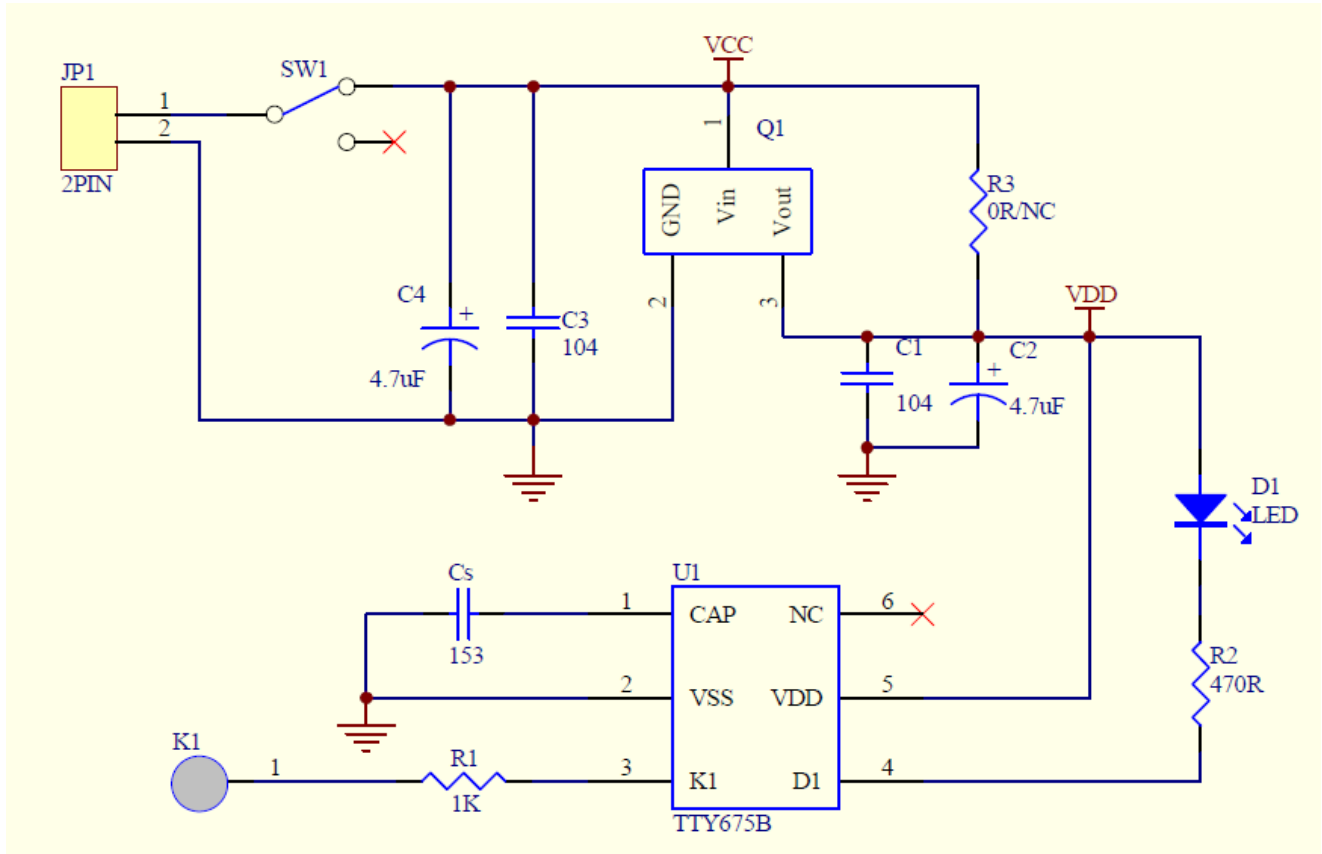 VCC
JP1
SW1
1
2
2PIN
1
Q1
GND
Vin
Vout
R3
0R/NC
2
3
C4
+
4.7uF
C3
104
VDD
C1
104
C2
+
4.7uF
D1
LED
Cs
153
U1
1
CAP
NC
6
2
VSS
VDD
5
R2
470R
K1
1
R1
1K
3
K1
D1
4
TTY675B